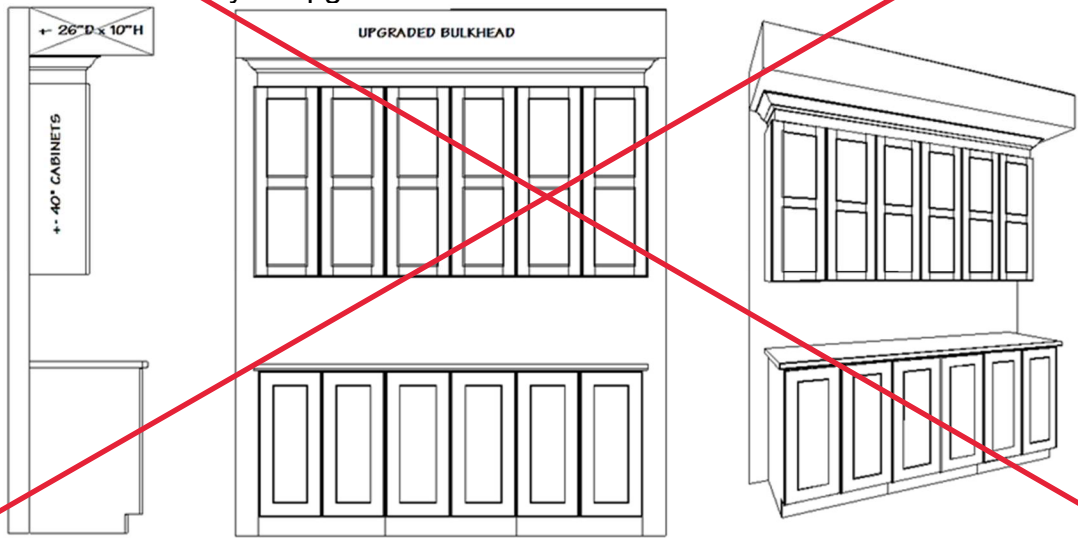 +- 26"D x 10"H
UPGRADED BULKHEAD
+- 40" CABINETS